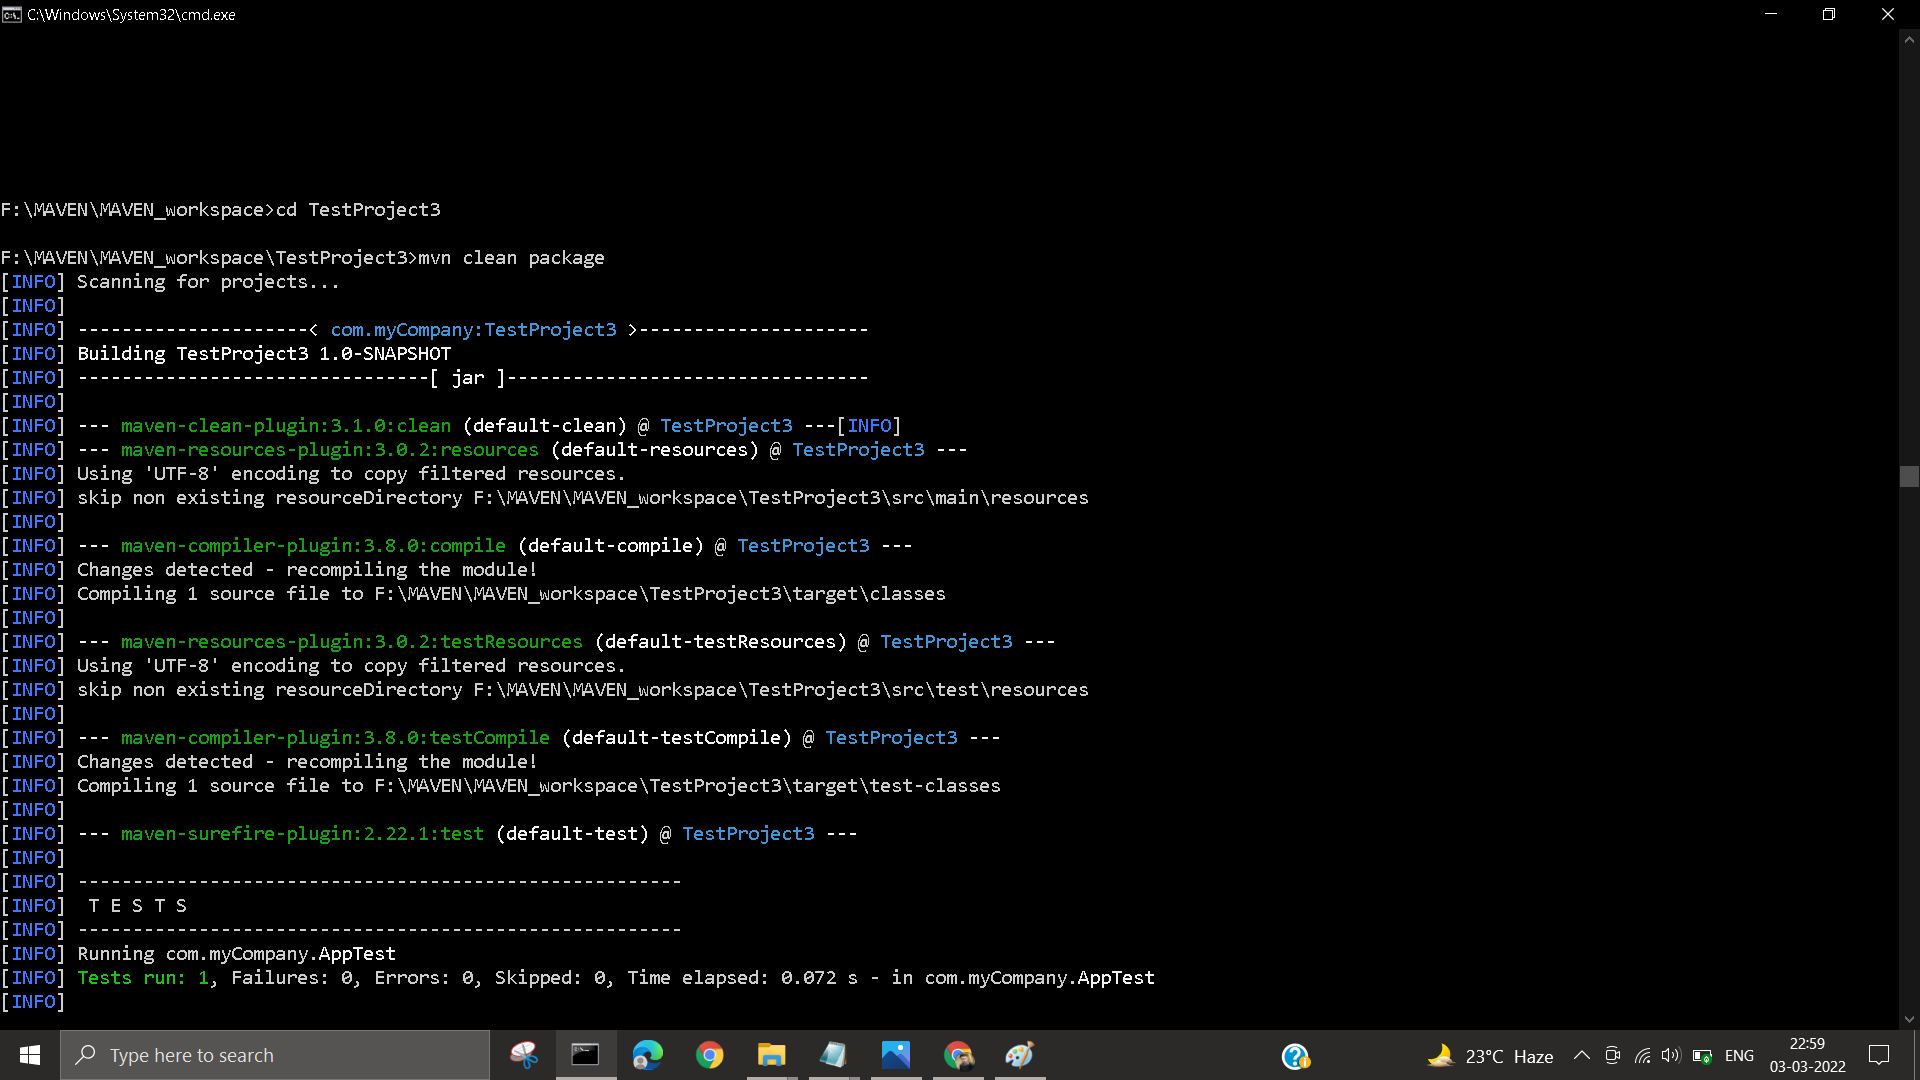 C:\Windows\System32\cmd.exe
F:\MAVEN\MAVEN_workspace>cd TestProject3
F:\MAVEN\MAVEN_workspace\TestProject3>mvn clean package
[INFO] Scanning for projects...
[INFO]
[INFO] ---------------------< com.myCompany:TestProject3 >---------------------
[INFO] Building TestProject3 1.0-SNAPSHOT
[INFO] --------------------------------[ jar ]---------------------------------
[INFO]
[INFO] --- maven-clean-plugin:3.1.0:clean (default-clean) @ TestProject3 ---[INFO]
[INFO] --- maven-resources-plugin:3.0.2:resources (default-resources) @ TestProject3 ---
[INFO] Using 'UTF-8' encoding to copy filtered resources.
[INFO] skip non existing resourceDirectory F:\MAVEN\MAVEN_workspace\TestProject3\src\main\resources
[INFO]
[INFO] --- maven-compiler-plugin:3.8.0:compile (default-compile) @ TestProject3 ---
[INFO] Changes detected - recompiling the module!
[INFO] Compiling 1 source file to F:\MAVEN\MAVEN_workspace\TestProject3\target\classes
[INFO]
[INFO] --- maven-resources-plugin:3.0.2:testResources (default-testResources) @ TestProject3 ---
[INFO] Using 'UTF-8' encoding to copy filtered resources.
[INFO] skip non existing resourceDirectory F:\MAVEN\MAVEN_workspace\TestProject3\src\test\resources
[INFO]
[INFO] --- maven-compiler-plugin:3.8.0:testCompile (default-testCompile) @ TestProject3 ---
[INFO] Changes detected - recompiling the module!
[INFO] Compiling 1 source file to F:\MAVEN\MAVEN_workspace\TestProject3\target\test-classes
[INFO]
[INFO] --- maven-surefire-plugin:2.22.1:test (default-test) @ TestProject3 ---
[INFO]
[INFO] -------------------------------------------------------
[INFO]  T E S T S
[INFO] -------------------------------------------------------
[INFO] Running com.myCompany.AppTest
[INFO] Tests run: 1, Failures: 0, Errors: 0, Skipped: 0, Time elapsed: 0.072 s - in com.myCompany.AppTest
[INFO]
Type here to search
23°C Haze
ENG
22:59
03-03-2022